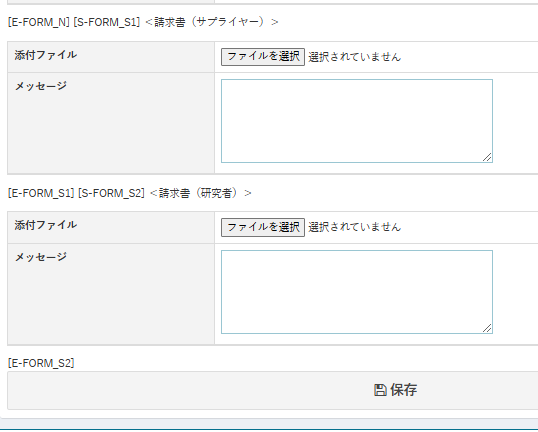 [E-FORM_N] [S-FORM_S1] ＜請求書（サプライヤー）＞
添付ファイル ファイルを選択 選択されていません
メッセージ
[E-FORM_S1] [S-FORM_S2] ＜請求書（研究者）＞
添付ファイル ファイルを選択 選択されていません
メッセージ
[E-FORM_S2]
保存